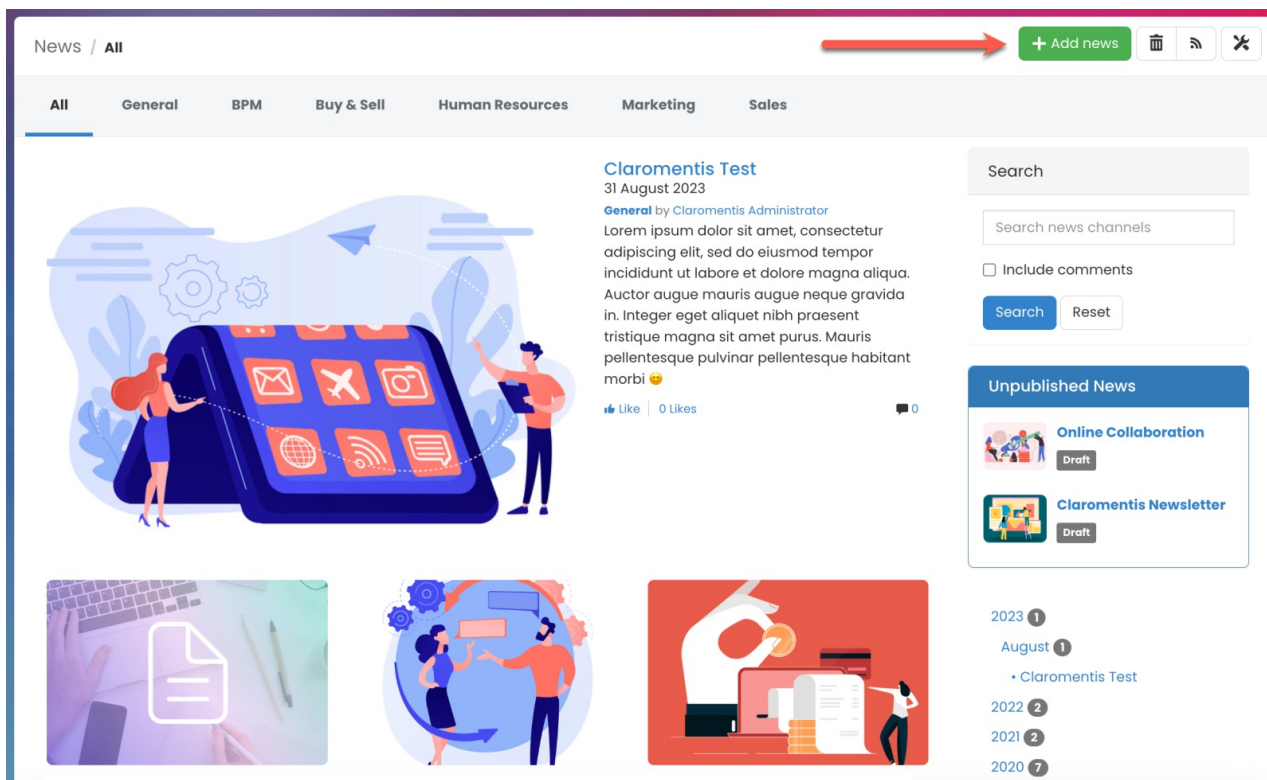 News / All
+ Add news
All General BPM Buy & Sell Human Resources Marketing Sales
Claromentis Test
31 August 2023
General by Claromentis Administrator
Lorem ipsum dolor sit amet, consectetur
adipiscing elit, sed do eiusmod tempor
incididunt ut labore et dolore magna aliqua.
Auctor augue mauris augue neque gravida
in. Integer eget aliquet nibh praesent
tristique magna sit amet purus. Mauris
pellentesque pulvinar pellentesque habitant
morbi 😊
Like 0 Likes 0
Search
Search news channels
Include comments
Search Reset
Unpublished News
Online Collaboration
Draft
Claromentis Newsletter
Draft
2023 1
August 1
• Claromentis Test
2022 2
2021 2
2020 7